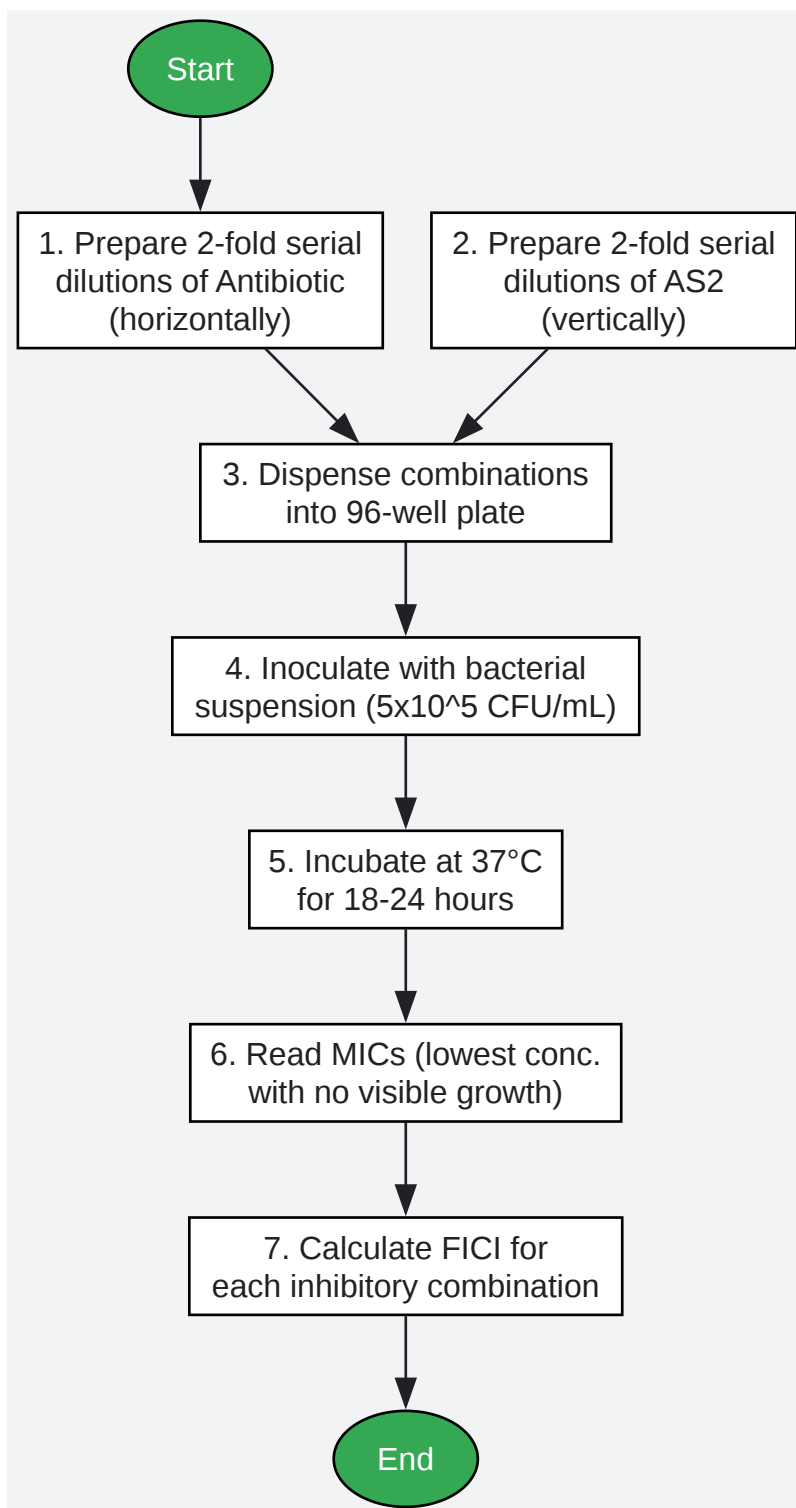 Start
1. Prepare 2-fold serial
dilutions of Antibiotic
(horizontally)
2. Prepare 2-fold serial
dilutions of AS2
(vertically)
3. Dispense combinations
into 96-well plate
4. Inoculate with bacterial
suspension (5x10^5 CFU/mL)
5. Incubate at 37°C
for 18-24 hours
6. Read MICs (lowest conc.
with no visible growth)
7. Calculate FICI for
each inhibitory combination
End